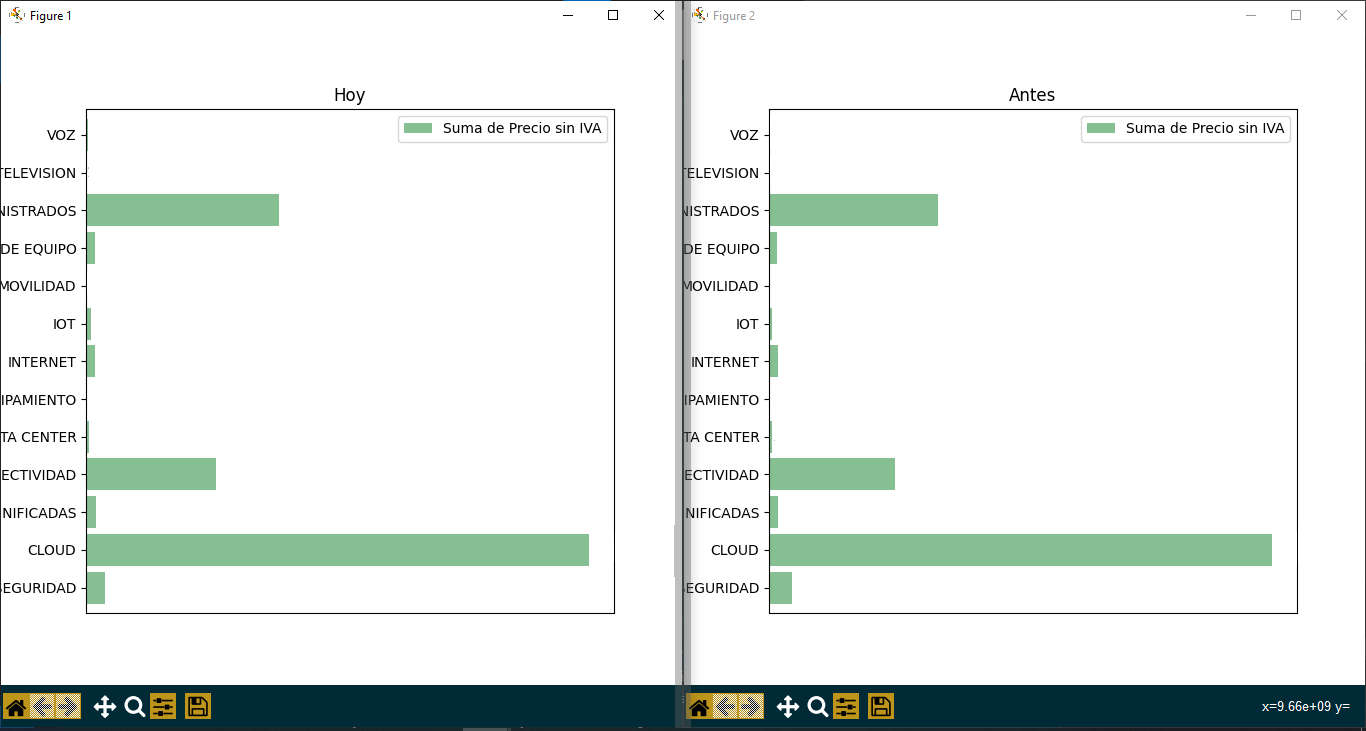 Figure 1
Hoy
Suma de Precio sin IVA
VOZ
TELEVISION
NISTRADOS
DE EQUIPO
MOVILIDAD
IOT
INTERNET
IPAMIENTO
TA CENTER
ECTIVIDAD
NIFICADAS
CLOUD
SEGURIDAD
Figure 2
Antes
Suma de Precio sin IVA
VOZ
TELEVISION
NISTRADOS
DE EQUIPO
MOVILIDAD
IOT
INTERNET
IPAMIENTO
TA CENTER
ECTIVIDAD
NIFICADAS
CLOUD
SEGURIDAD
x=9.66e+09 y=